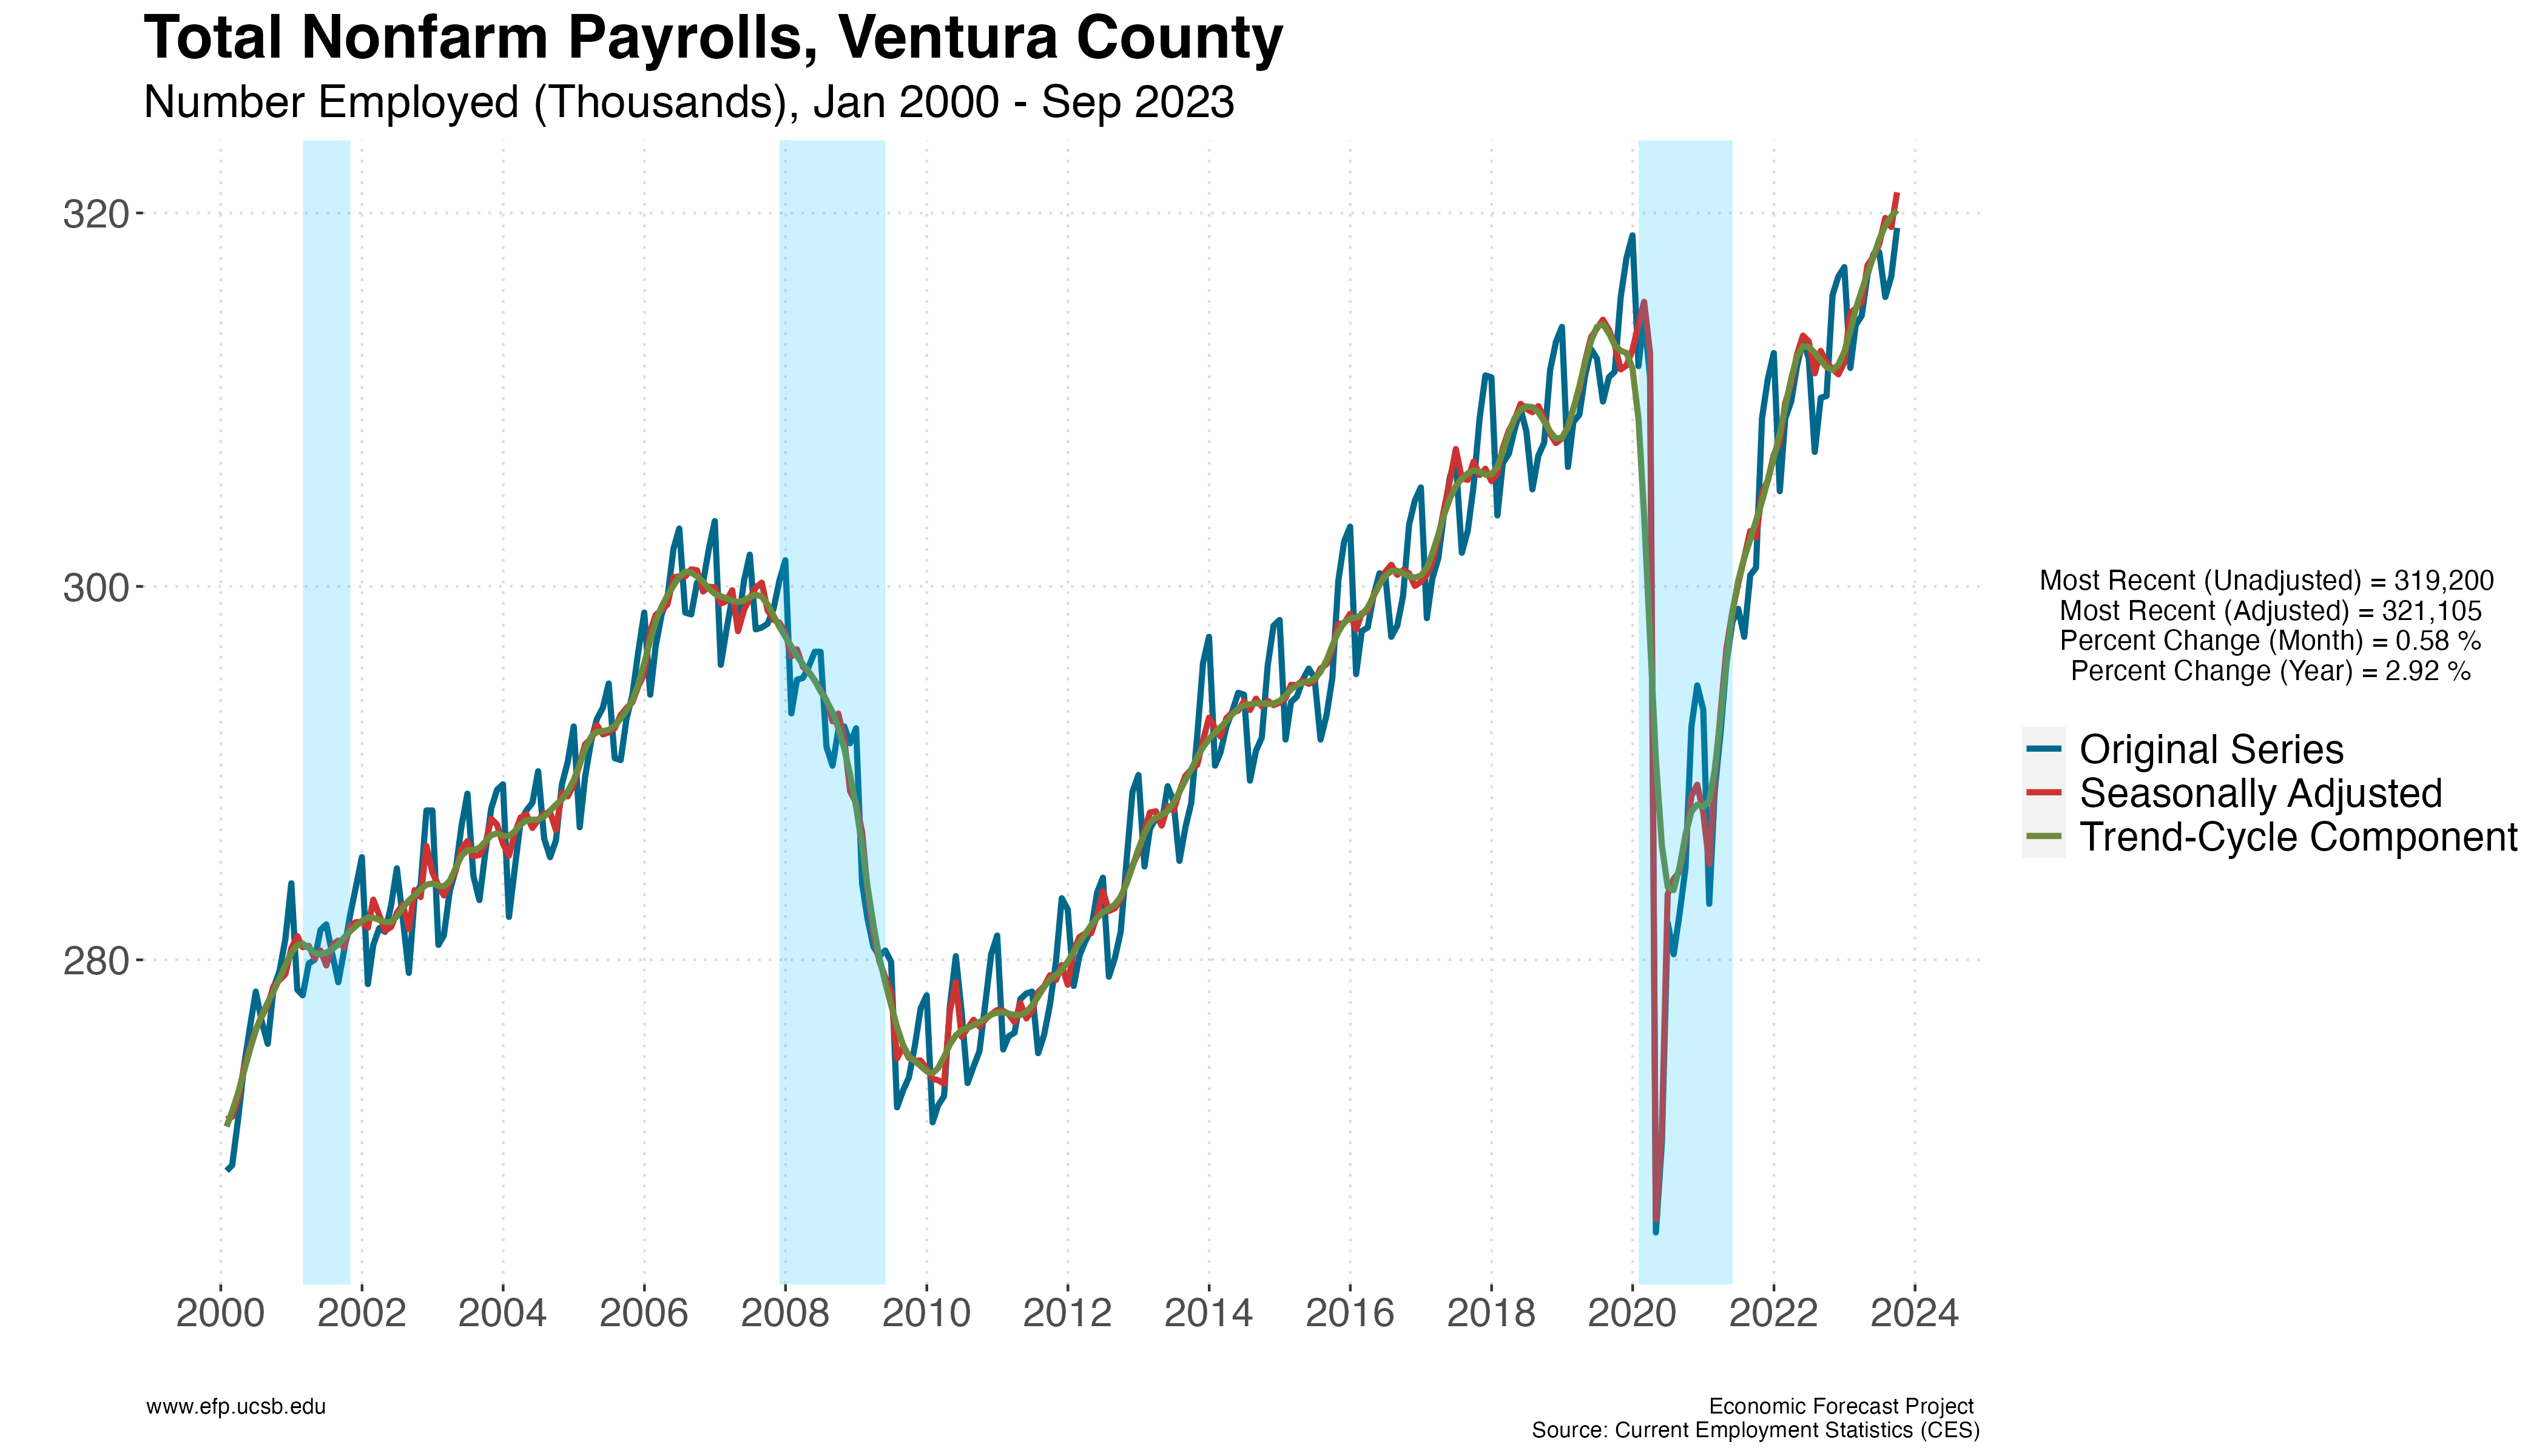 Total Nonfarm Payrolls, Ventura County
Number Employed (Thousands), Jan 2000 - Sep 2023
320
300
280
2000 2002 2004 2006 2008 2010 2012 2014 2016 2018 2020 2022 2024
Most Recent (Unadjusted) = 319,200
Most Recent (Adjusted) = 321,105
Percent Change (Month) = 0.58 %
Percent Change (Year) = 2.92 %
Original Series
Seasonally Adjusted
Trend-Cycle Component
www.efp.ucsb.edu
Economic Forecast Project
Source: Current Employment Statistics (CES)